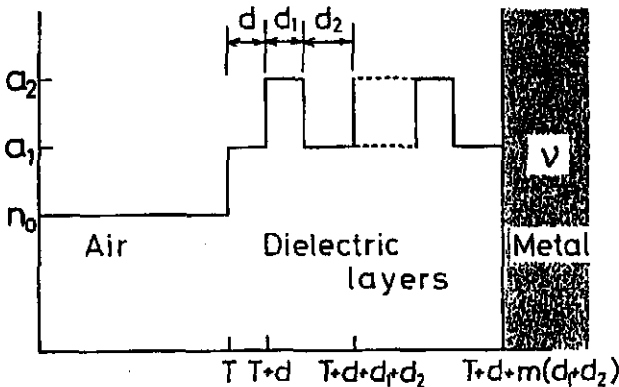 d d₁ d₂
a₂
a₁
n₀
ν
Air Dielectric layers Metal
T T+d T+d+d₁+d₂ T+d+m(d₁+d₂)